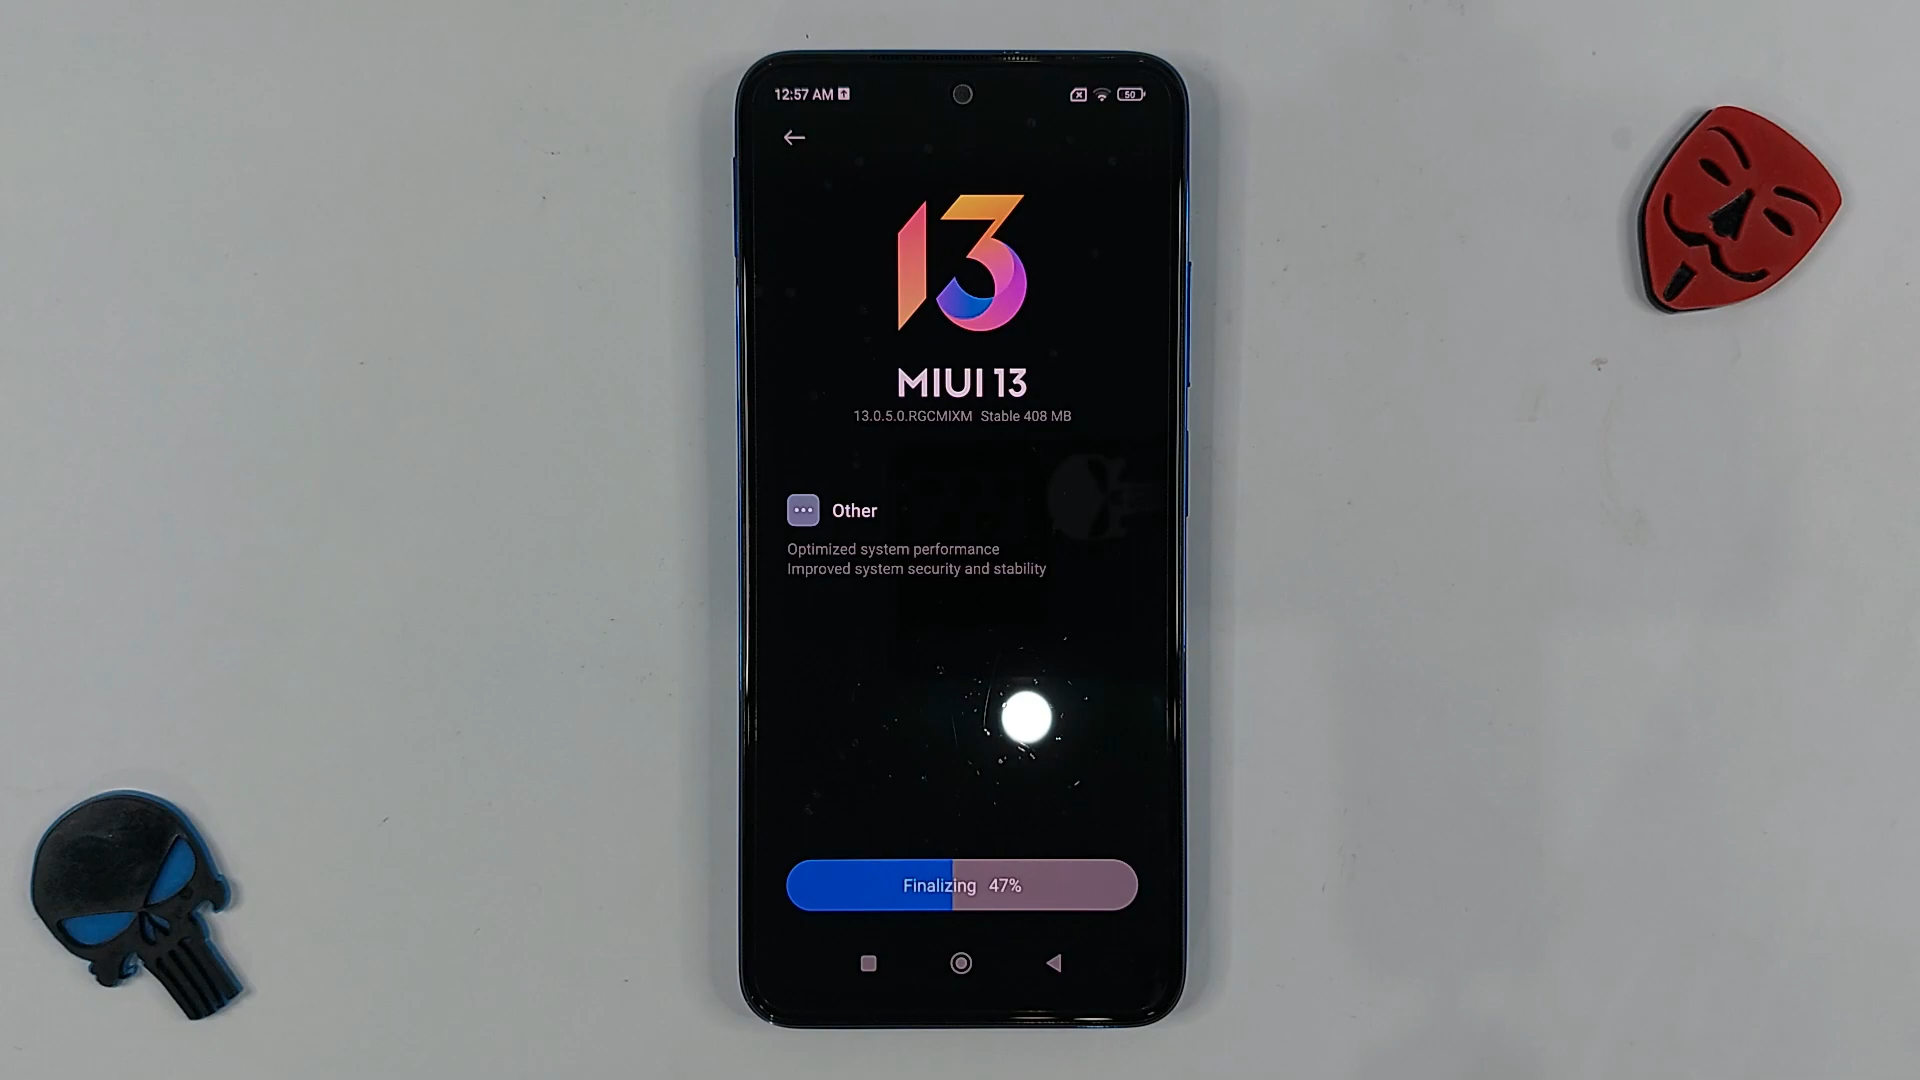 12:57 AM
50
13
MIUI 13
13.0.5.0.RGCMIXM Stable 408 MB
Other
Optimized system performance
Improved system security and stability
Finalizing 47%